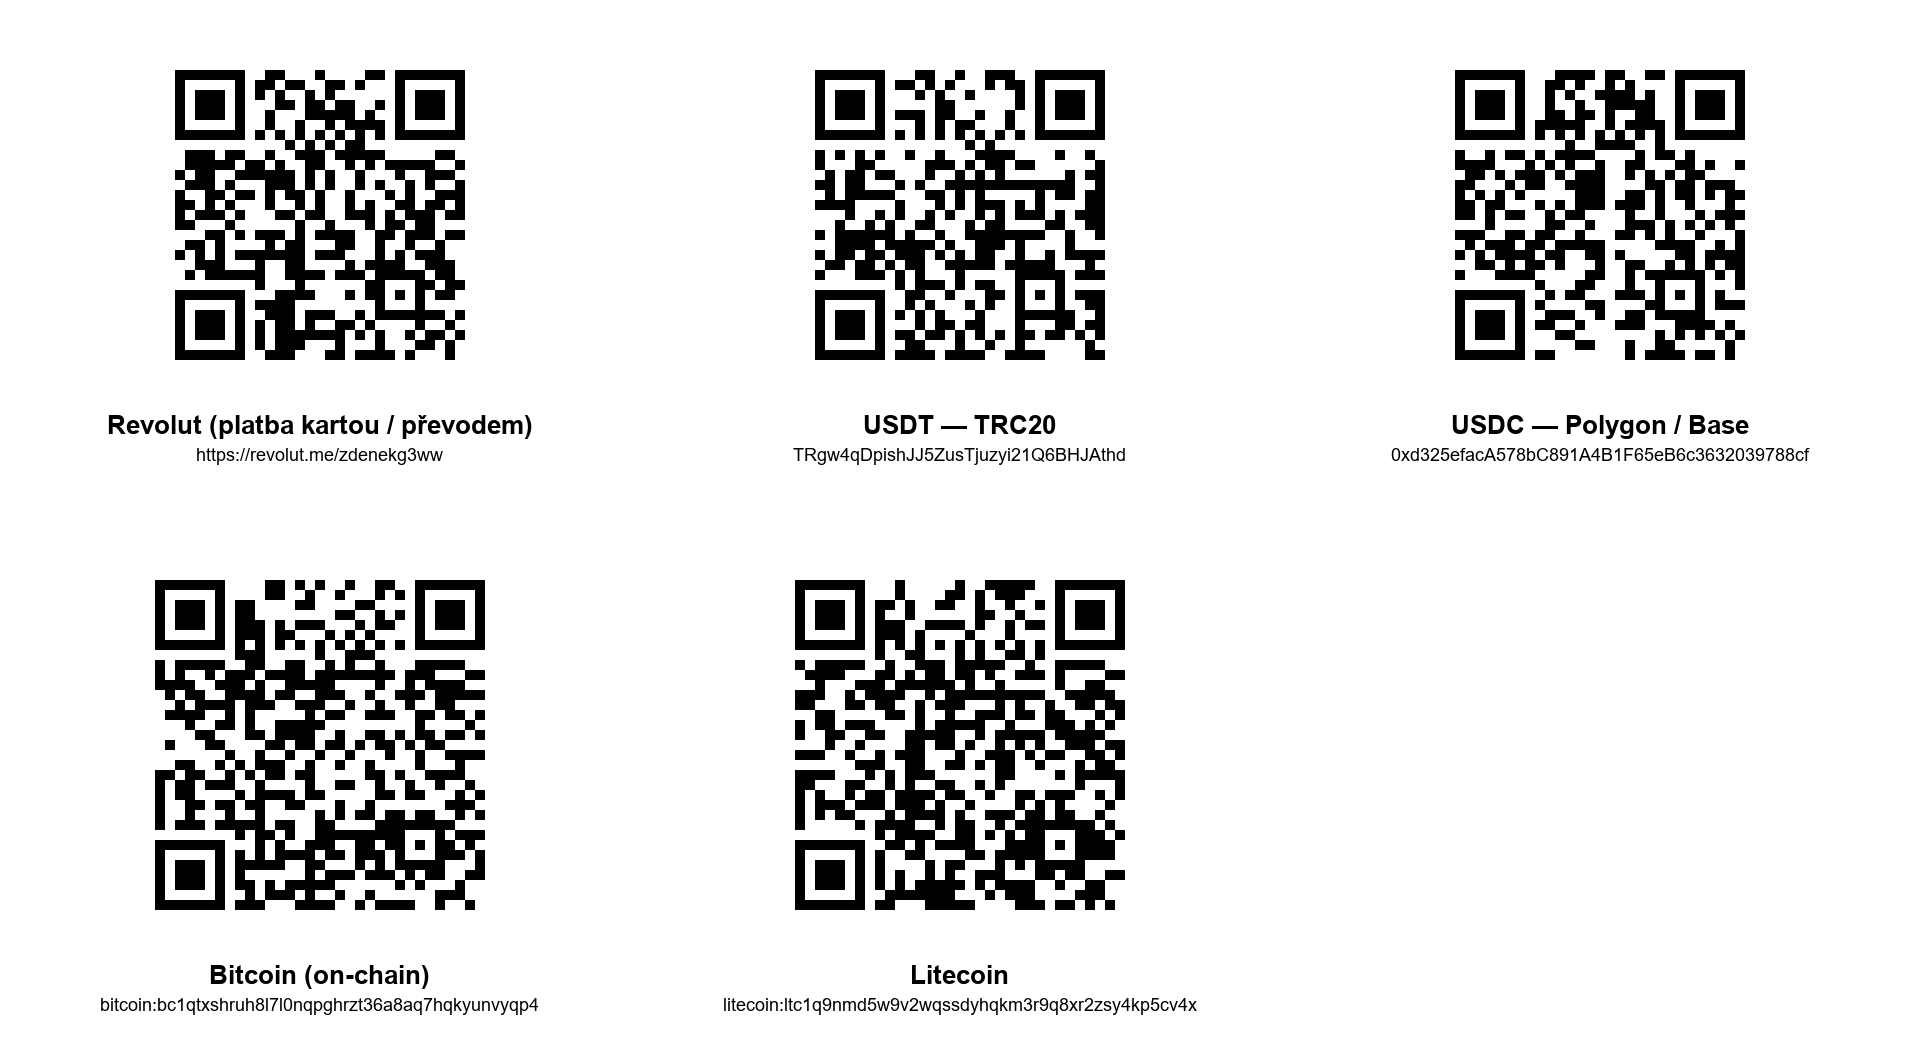 Revolut (platba kartou / převodem)
https://revolut.me/zdenekg3ww
USDT — TRC20
TRgw4qDpishJJ5ZusTjuzyi21Q6BHJAthd
USDC — Polygon / Base
0xd325efacA578bC891A4B1F65eB6c3632039788cf
Bitcoin (on-chain)
bitcoin:bc1qtxshruh8l7l0nqpghrzt36a8aq7hqkyunvyqp4
Litecoin
litecoin:ltc1q9nmd5w9v2wqssdyhqkm3r9q8xr2zsy4kp5cv4x